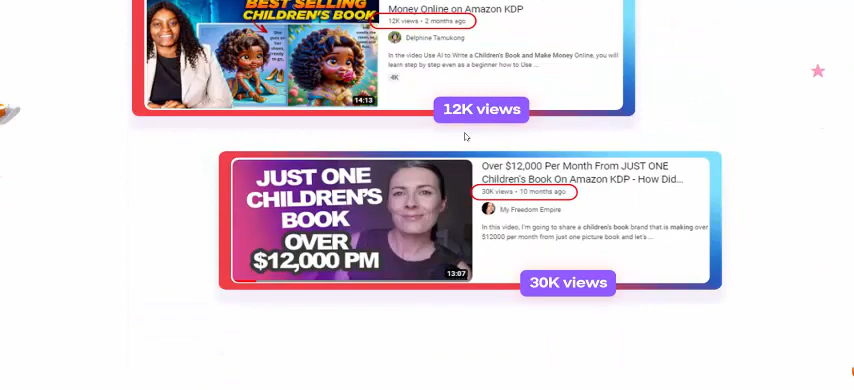 BEST SELLING
CHILDREN'S BOOK
Money Online on Amazon KDP
12K views • 2 months ago
Delphine Tamukong
In the video Use AI to Write a Children's Book and Make Money Online, you will
learn step by step even as a beginner how to Use ...
4K
14:13
12K views
JUST ONE
CHILDREN'S
BOOK
OVER
$12,000 PM
13:07
Over $12,000 Per Month From JUST ONE
Children's Book On Amazon KDP - How Did...
30K views • 10 months ago
My Freedom Empire
In this video, I'm going to share a children's book brand that is making over
$12000 per month from just one picture book and let's ...
30K views